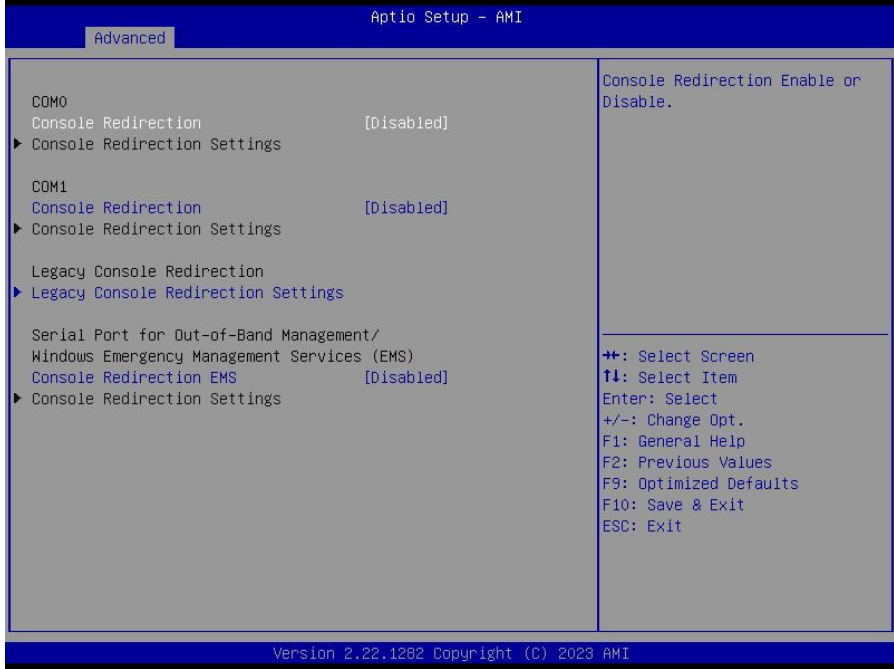 Aptio Setup – AMI
Advanced
COM0
Console Redirection [Disabled]
▶ Console Redirection Settings
COM1
Console Redirection [Disabled]
▶ Console Redirection Settings
Legacy Console Redirection
▶ Legacy Console Redirection Settings
Serial Port for Out-of-Band Management/
Windows Emergency Management Services (EMS)
Console Redirection EMS [Disabled]
▶ Console Redirection Settings
Console Redirection Enable or
Disable.
→←: Select Screen
↑↓: Select Item
Enter: Select
+/-: Change Opt.
F1: General Help
F2: Previous Values
F9: Optimized Defaults
F10: Save & Exit
ESC: Exit
Version 2.22.1282 Copyright (C) 2023 AMI